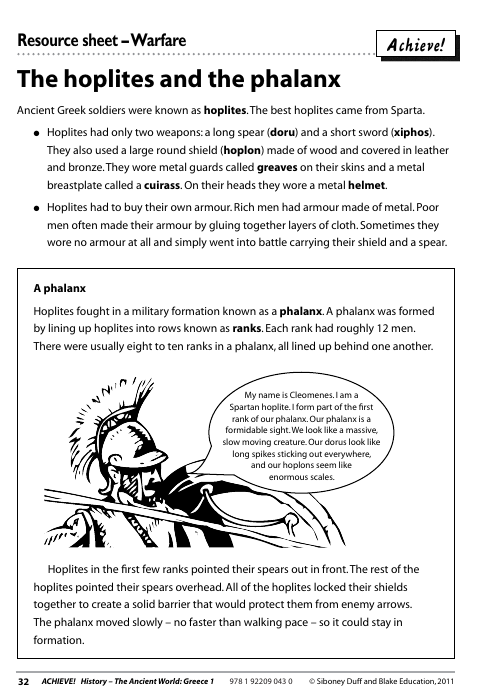 Resource sheet – Warfare
Achieve!
The hoplites and the phalanx
Ancient Greek soldiers were known as hoplites. The best hoplites came from Sparta.
● Hoplites had only two weapons: a long spear (doru) and a short sword (xiphos).
They also used a large round shield (hoplon) made of wood and covered in leather
and bronze. They wore metal guards called greaves on their skins and a metal
breastplate called a cuirass. On their heads they wore a metal helmet.
● Hoplites had to buy their own armour. Rich men had armour made of metal. Poor
men often made their armour by gluing together layers of cloth. Sometimes they
wore no armour at all and simply went into battle carrying their shield and a spear.
A phalanx
Hoplites fought in a military formation known as a phalanx. A phalanx was formed
by lining up hoplites into rows known as ranks. Each rank had roughly 12 men.
There were usually eight to ten ranks in a phalanx, all lined up behind one another.
My name is Cleomenes. I am a
Spartan hoplite. I form part of the first
rank of our phalanx. Our phalanx is a
formidable sight. We look like a massive,
slow moving creature. Our dorus look like
long spikes sticking out everywhere,
and our hoplons seem like
enormous scales.
Hoplites in the first few ranks pointed their spears out in front. The rest of the
hoplites pointed their spears overhead. All of the hoplites locked their shields
together to create a solid barrier that would protect them from enemy arrows.
The phalanx moved slowly – no faster than walking pace – so it could stay in
formation.
32 ACHIEVE! History – The Ancient World: Greece 1 978 1 92209 043 0 © Siboney Duff and Blake Education, 2011